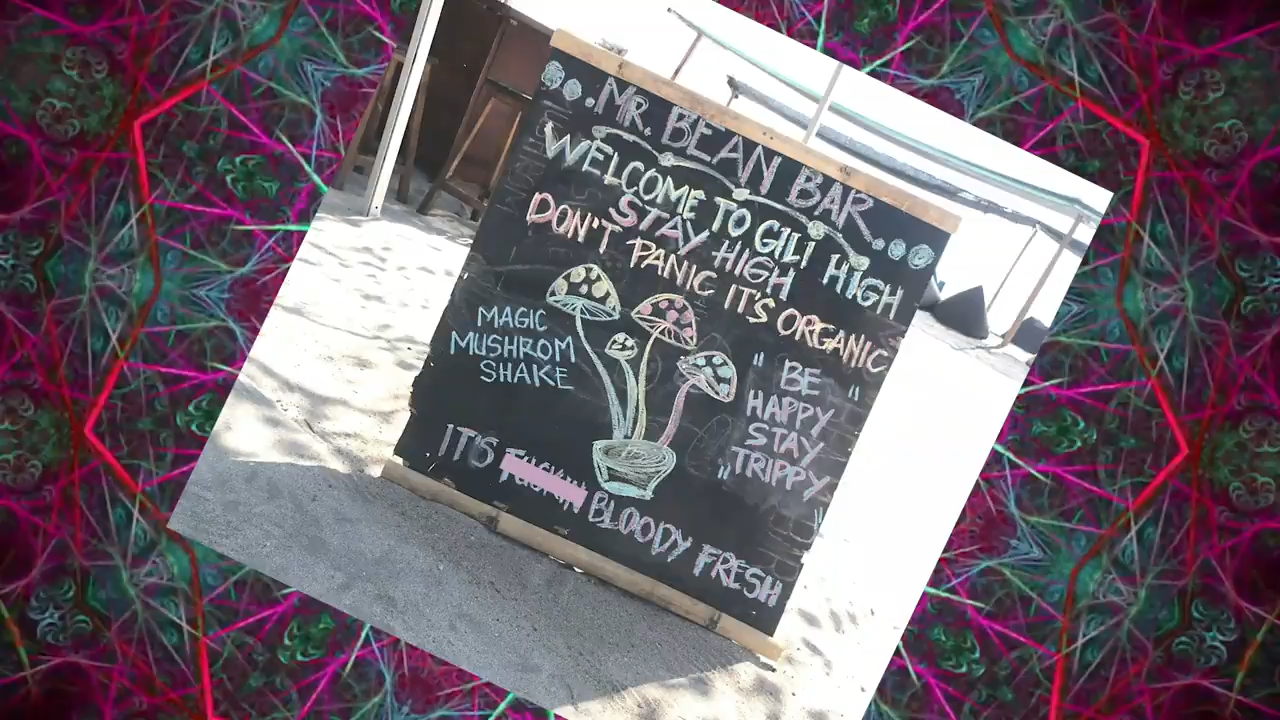 ...MR. BEAN BAR...
WELCOME TO GILI HIGH
STAY HIGH
DON'T PANIC IT'S ORGANIC
MAGIC
MUSHROM
SHAKE
" BE "
HAPPY
STAY
"TRIPPY"
IT'S FUCKIN BLOODY FRESH